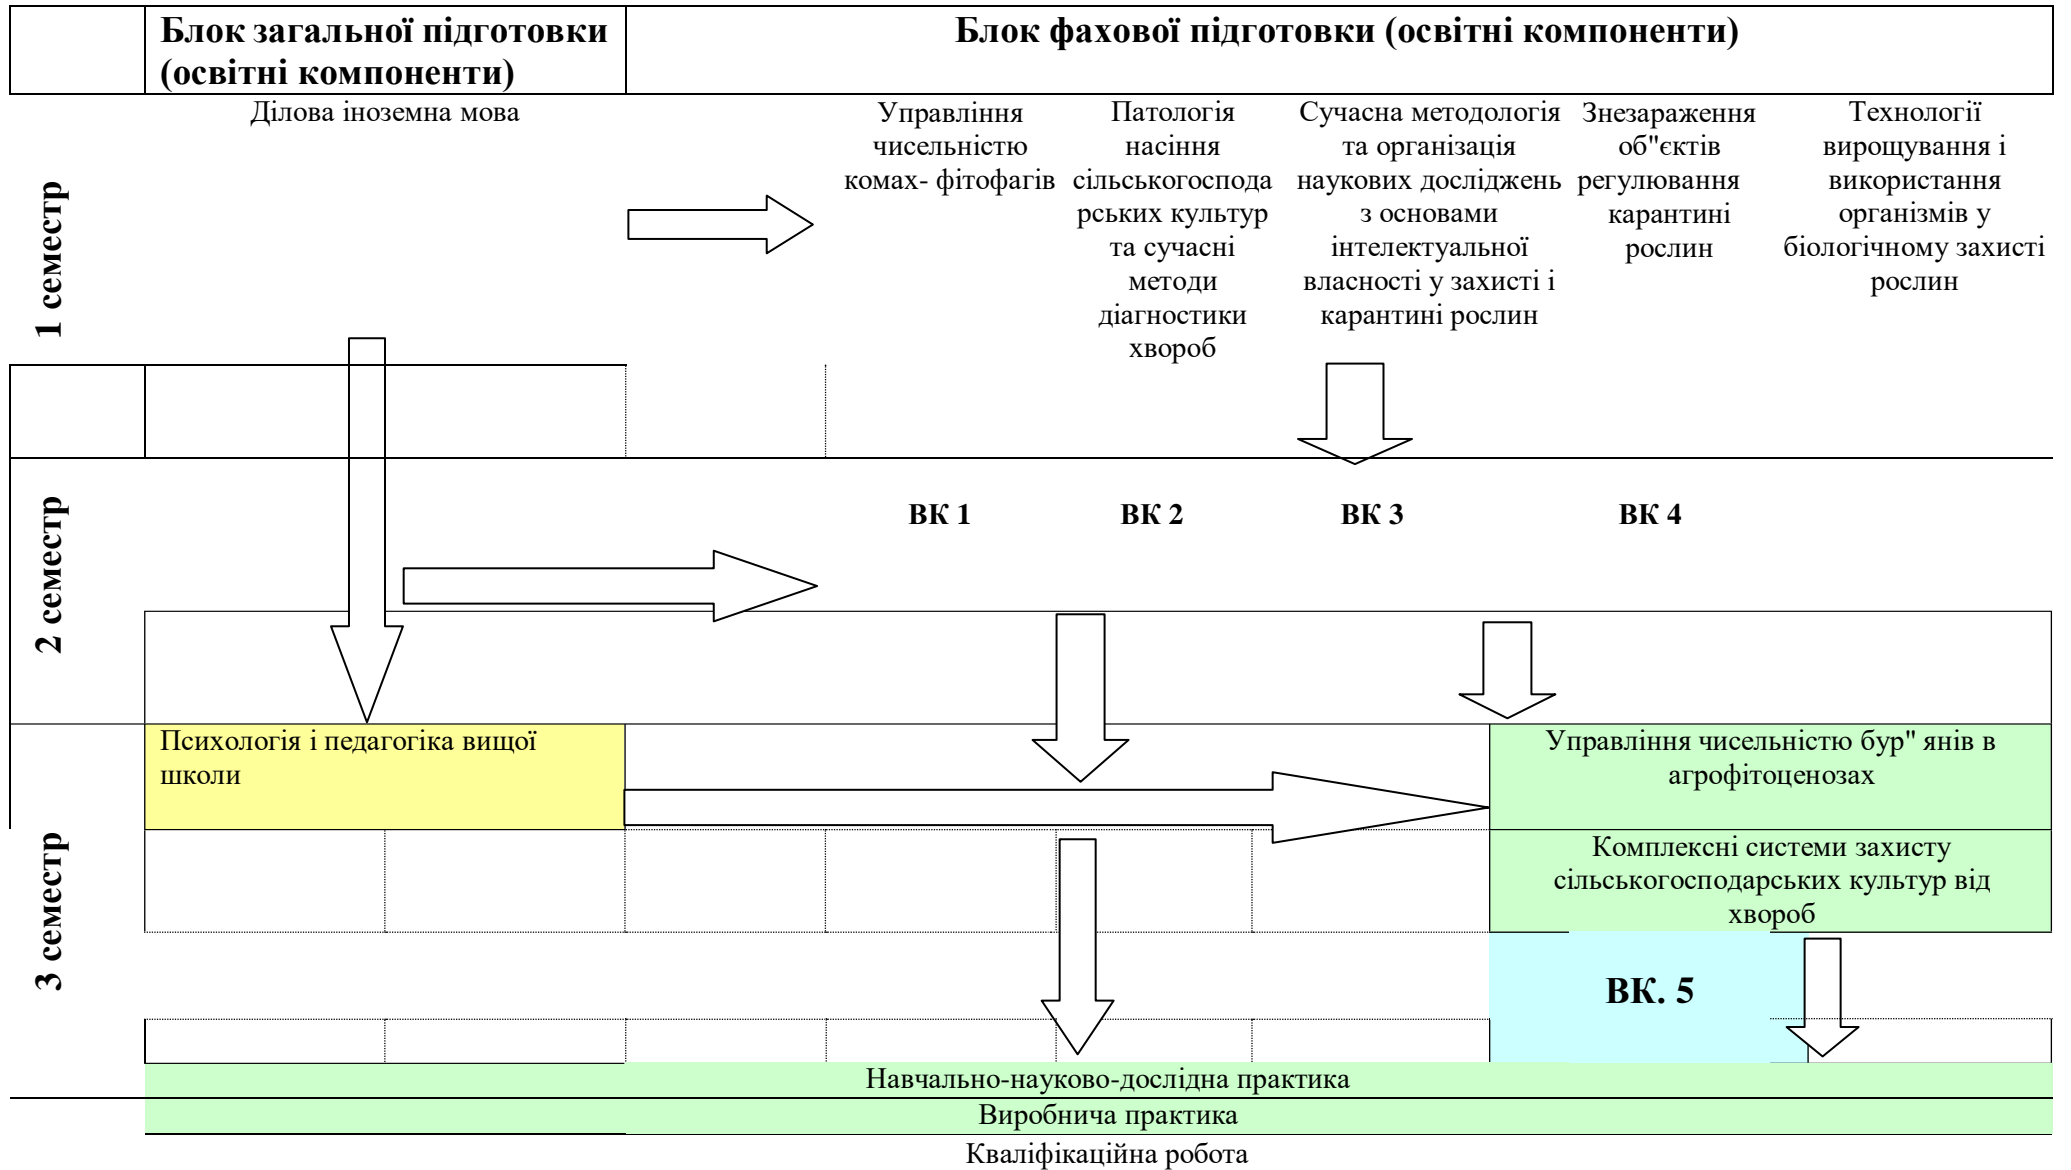 Блок загальної підготовки
(освітні компоненти)
Блок фахової підготовки (освітні компоненти)
1 семестр
Ділова іноземна мова
Управління
чисельністю
комах- фітофагів
Патологія
насіння
сільськогоспода
рських культур
та сучасні
методи
діагностики
хвороб
Сучасна методологія
та організація
наукових досліджень
з основами
інтелектуальної
власності у захисті і
карантині рослин
Знезараження
об"єктів
регулювання
карантині
рослин
Технології
вирощування і
використання
організмів у
біологічному захисті
рослин
2 семестр
ВК 1
ВК 2
ВК 3
ВК 4
3 семестр
Психологія і педагогіка вищої
школи
Управління чисельністю бур" янів в
агрофітоценозах
Комплексні системи захисту
сільськогосподарських культур від
хвороб
ВК. 5
Навчально-науково-дослідна практика
Виробнича практика
Кваліфікаційна робота